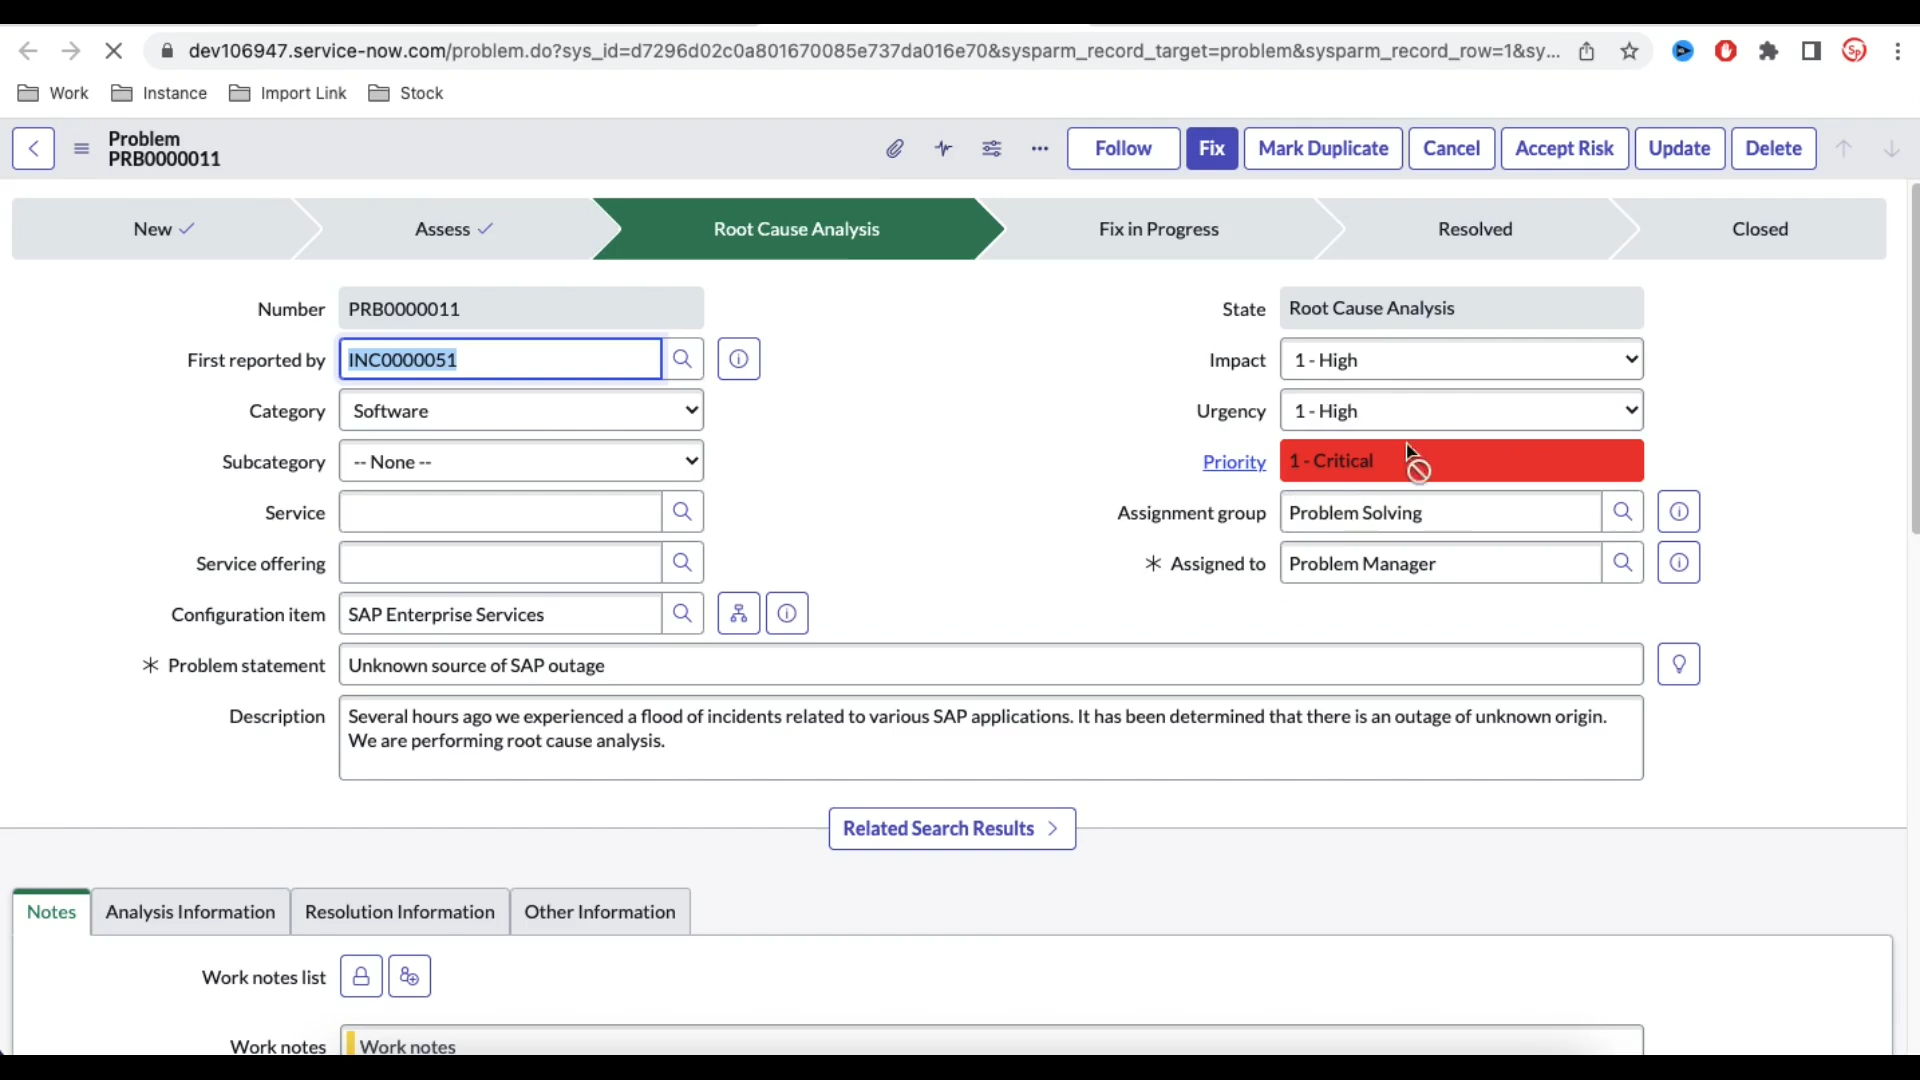 dev106947.service-now.com/problem.do?sys_id=d7296d02c0a801670085e737da016e70&sysparm_record_target=problem&sysparm_record_row=1&sy...
Sp
Work Instance Import Link Stock
Problem
PRB0000011
Follow Fix Mark Duplicate Cancel Accept Risk Update Delete
New Assess Root Cause Analysis Fix in Progress Resolved Closed
Number PRB0000011 State Root Cause Analysis
First reported by INC0000051 Impact 1 - High
Category Software Urgency 1 - High
Subcategory -- None -- Priority 1 - Critical
Service Assignment group Problem Solving
Service offering Assigned to Problem Manager
Configuration item SAP Enterprise Services
Problem statement Unknown source of SAP outage
Description Several hours ago we experienced a flood of incidents related to various SAP applications. It has been determined that there is an outage of unknown origin.
We are performing root cause analysis.
Related Search Results
Notes Analysis Information Resolution Information Other Information
Work notes list
Work notes Work notes